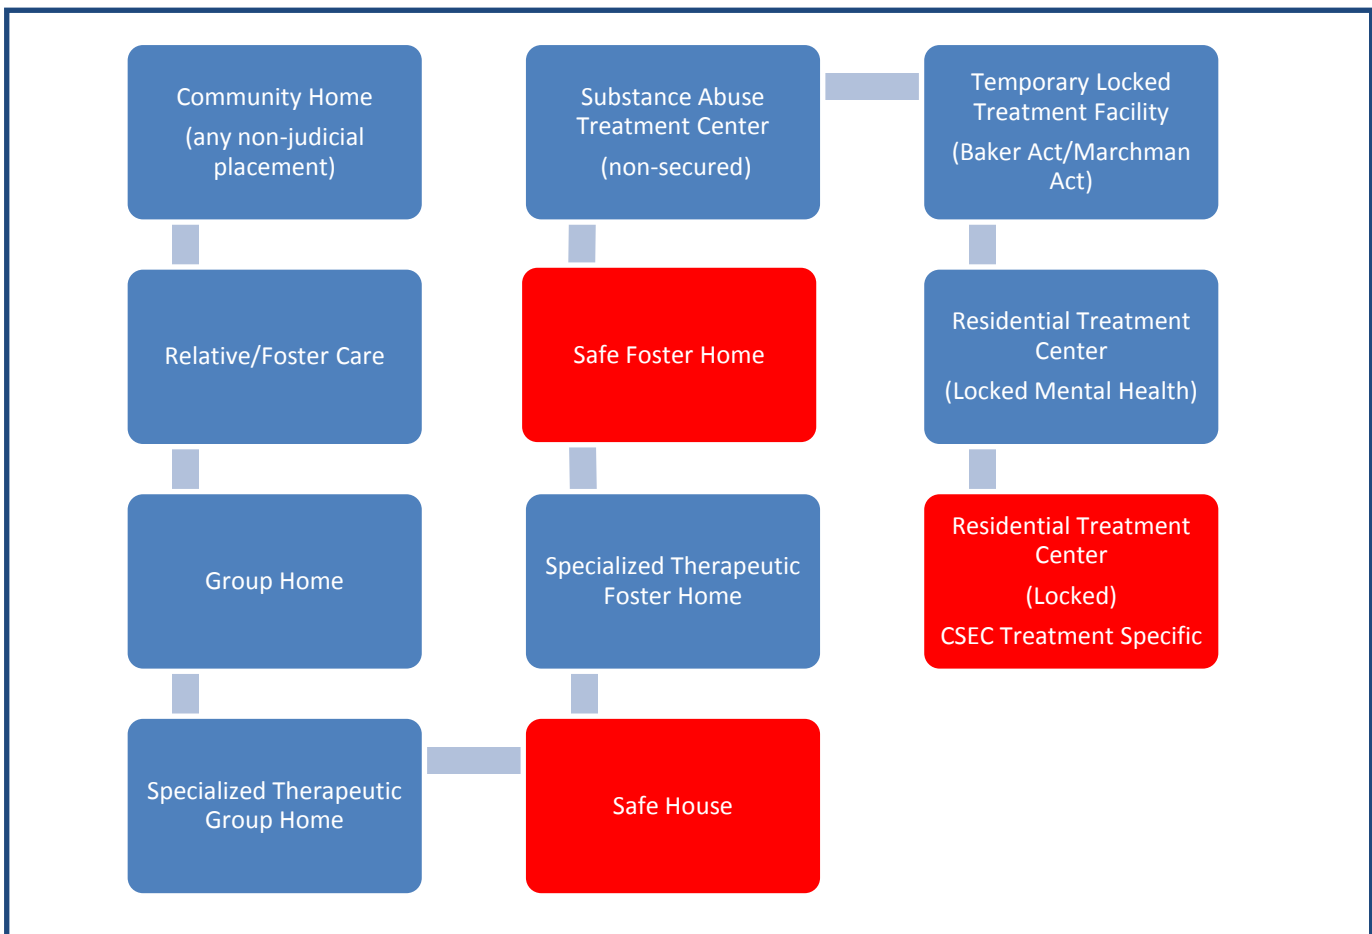 Community Home
(any non-judicial
placement)
Relative/Foster Care
Group Home
Specialized Therapeutic
Group Home
Safe House
Specialized Therapeutic
Foster Home
Safe Foster Home
Substance Abuse
Treatment Center
(non-secured)
Temporary Locked
Treatment Facility
(Baker Act/Marchman
Act)
Residential Treatment
Center
(Locked Mental Health)
Residential Treatment
Center
(Locked)
CSEC Treatment Specific